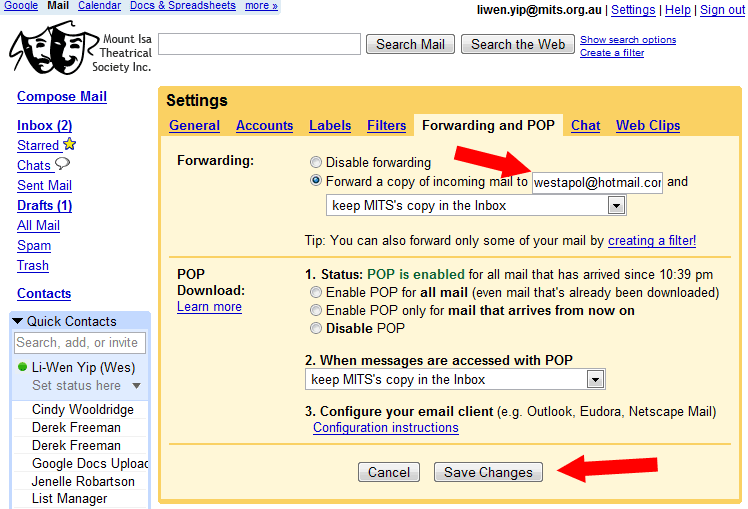 Google Mail Calendar Docs & Spreadsheets more »
liwen.yip@mits.org.au | Settings | Help | Sign out
Mount Isa
Theatrical
Society Inc.
Search Mail Search the Web Show search options
Create a filter
Compose Mail
Inbox (2)
Starred
Chats
Sent Mail
Drafts (1)
All Mail
Spam
Trash
Contacts
Quick Contacts
Search, add, or invite
Li-Wen Yip (Wes)
Set status here
Cindy Wooldridge
Derek Freeman
Derek Freeman
Google Docs Upload
Jenelle Robartson
List Manager
Settings
General Accounts Labels Filters Forwarding and POP Chat Web Clips
Forwarding: Disable forwarding
Forward a copy of incoming mail to westapol@hotmail.com and
keep MITS's copy in the Inbox
Tip: You can also forward only some of your mail by creating a filter!
POP
Download:
Learn more
1. Status: POP is enabled for all mail that has arrived since 10:39 pm
Enable POP for all mail (even mail that's already been downloaded)
Enable POP only for mail that arrives from now on
Disable POP
2. When messages are accessed with POP
keep MITS's copy in the Inbox
3. Configure your email client (e.g. Outlook, Eudora, Netscape Mail)
Configuration instructions
Cancel Save Changes